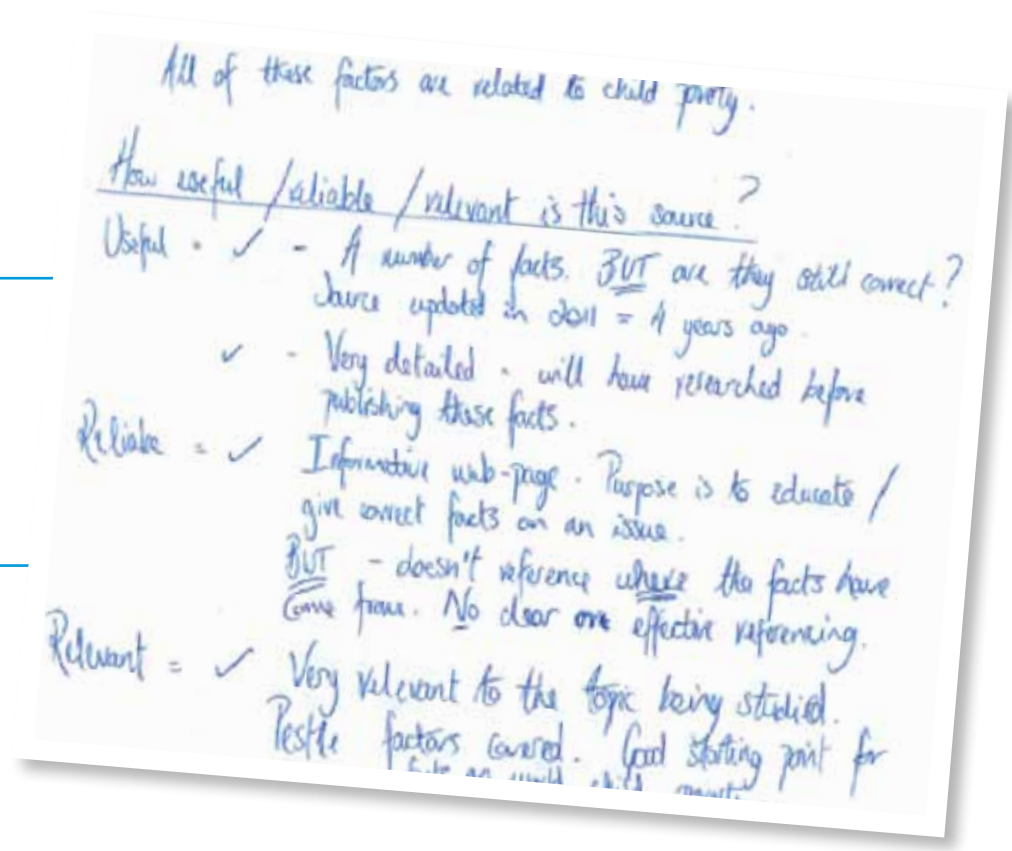 All of these factors are related to child povrty.
How useful /reliable /relevant is this source?
Useful = ✓ - A number of facts. BUT are they still correct?
Source updated in 2011 = 4 years ago.
✓ - Very detailed - will have researched before
publishing these facts.
Reliabe = ✓ Informative web-page. Purpose is to educate /
give correct facts on an issue.
BUT - doesn't reference where the facts have
come from. No clear effective referencing.
Relevant = ✓ Very relevant to the topic being studied.
Pestle factors covered. Good starting point for
child